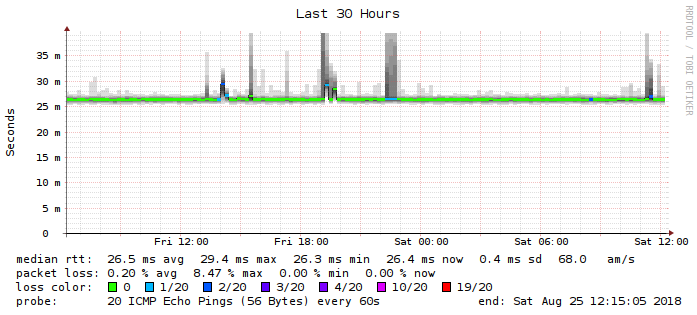 Last 30 Hours
RRDTOOL / TOBI OETIKER
Seconds
35 m
30 m
25 m
20 m
15 m
10 m
5 m
0
Fri 12:00 Fri 18:00 Sat 00:00 Sat 06:00 Sat 12:00
median rtt: 26.5 ms avg 29.4 ms max 26.3 ms min 26.4 ms now 0.4 ms sd 68.0 am/s
packet loss: 0.20 % avg 8.47 % max 0.00 % min 0.00 % now
loss color: 0 1/20 2/20 3/20 4/20 10/20 19/20
probe: 20 ICMP Echo Pings (56 Bytes) every 60s end: Sat Aug 25 12:15:05 2018